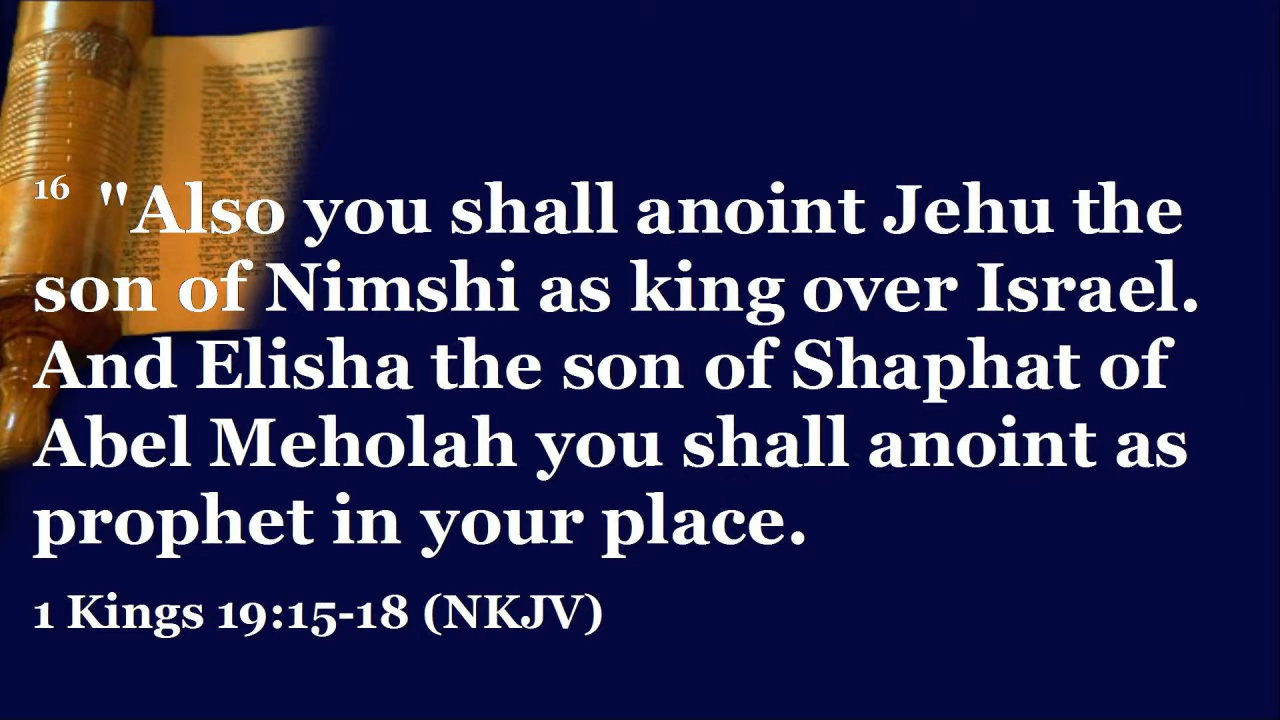 16 "Also you shall anoint Jehu the
son of Nimshi as king over Israel.
And Elisha the son of Shaphat of
Abel Meholah you shall anoint as
prophet in your place.
1 Kings 19:15-18 (NKJV)